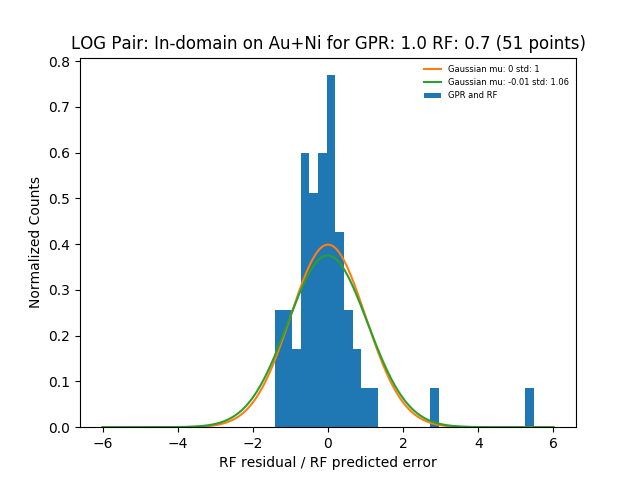 LOG Pair: In-domain on Au+Ni for GPR: 1.0 RF: 0.7 (51 points)
Gaussian mu: 0 std: 1
Gaussian mu: -0.01 std: 1.06
GPR and RF
Normalized Counts
0.8
0.7
0.6
0.5
0.4
0.3
0.2
0.1
0.0
−6
−4
−2
0
2
4
6
RF residual / RF predicted error